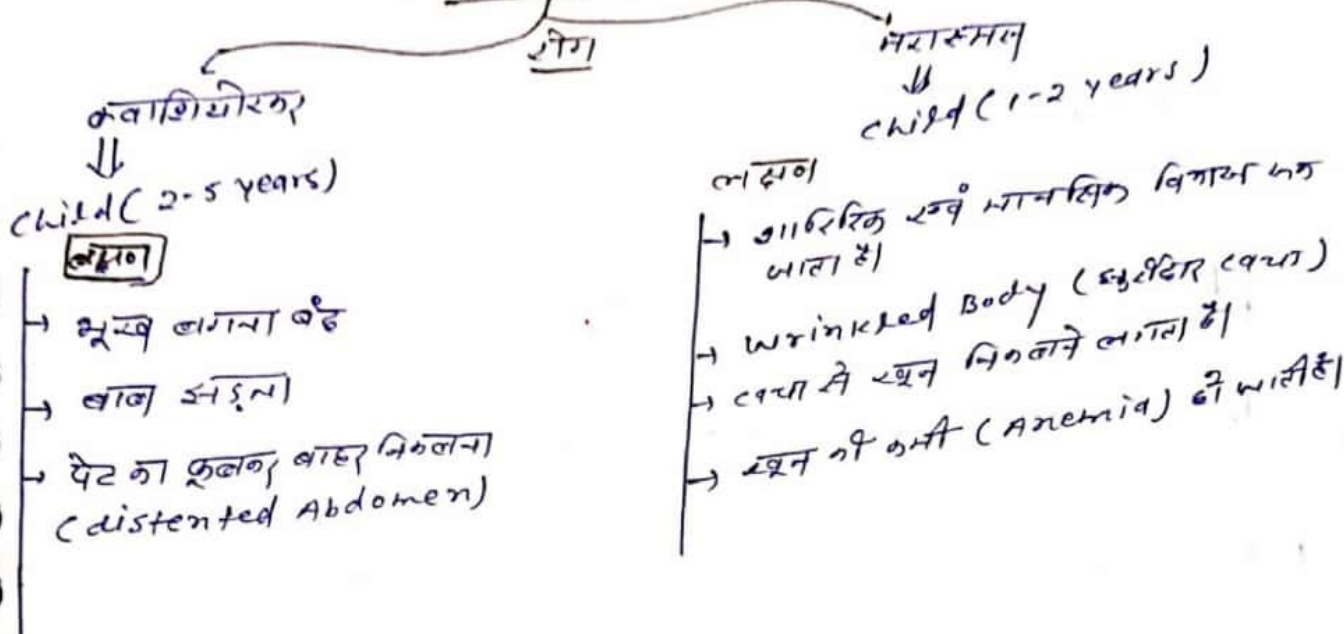 रोग
क्वाशियोरकर
⇓
child ( 2-5 years)
लक्षण
→ भूख लगना बंद
→ बाल झड़ना
→ पेट का फूलकर बाहर निकलना
(distented Abdomen)
मरास्मस
⇓
child ( 1-2 years )
लक्षण
→ शारिरिक एवं मानसिक विकास रुक
जाता है।
→ wrinkled Body ( झुर्रीदार त्वचा )
→ त्वचा से खून निकलने लगता है।
→ खून की कमी ( Anemia ) हो जाती है।